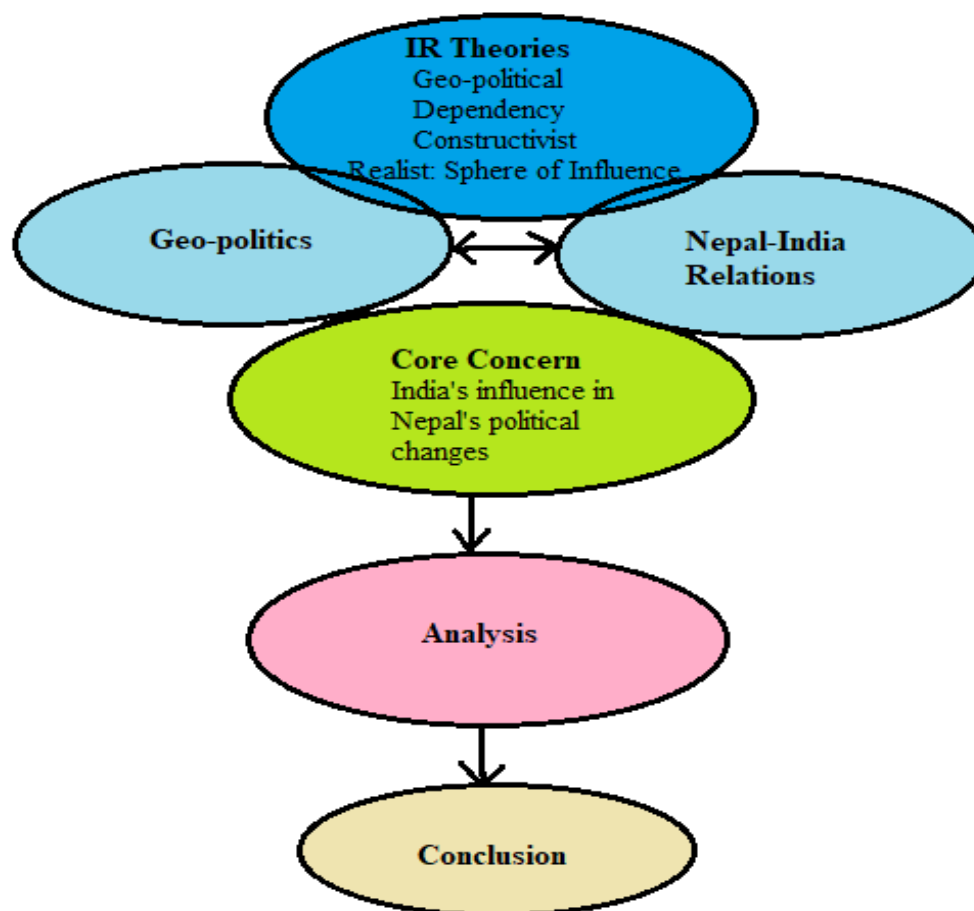 IR Theories
Geo-political
Dependency
Constructivist
Realist: Sphere of Influence
Geo-politics
Nepal-India
Relations
Core Concern
India's influence in
Nepal's political
changes
Analysis
Conclusion